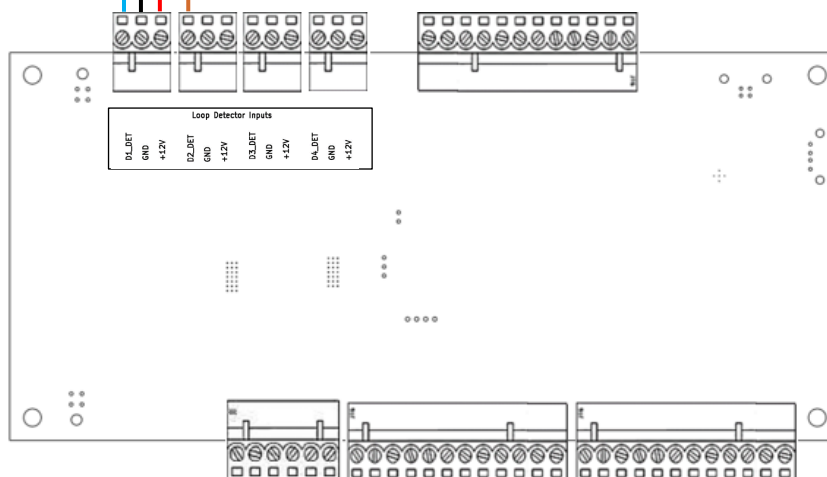 Loop Detector Inputs
D1_DET
GND
+12V
D2_DET
GND
+12V
D3_DET
GND
+12V
D4_DET
GND
+12V